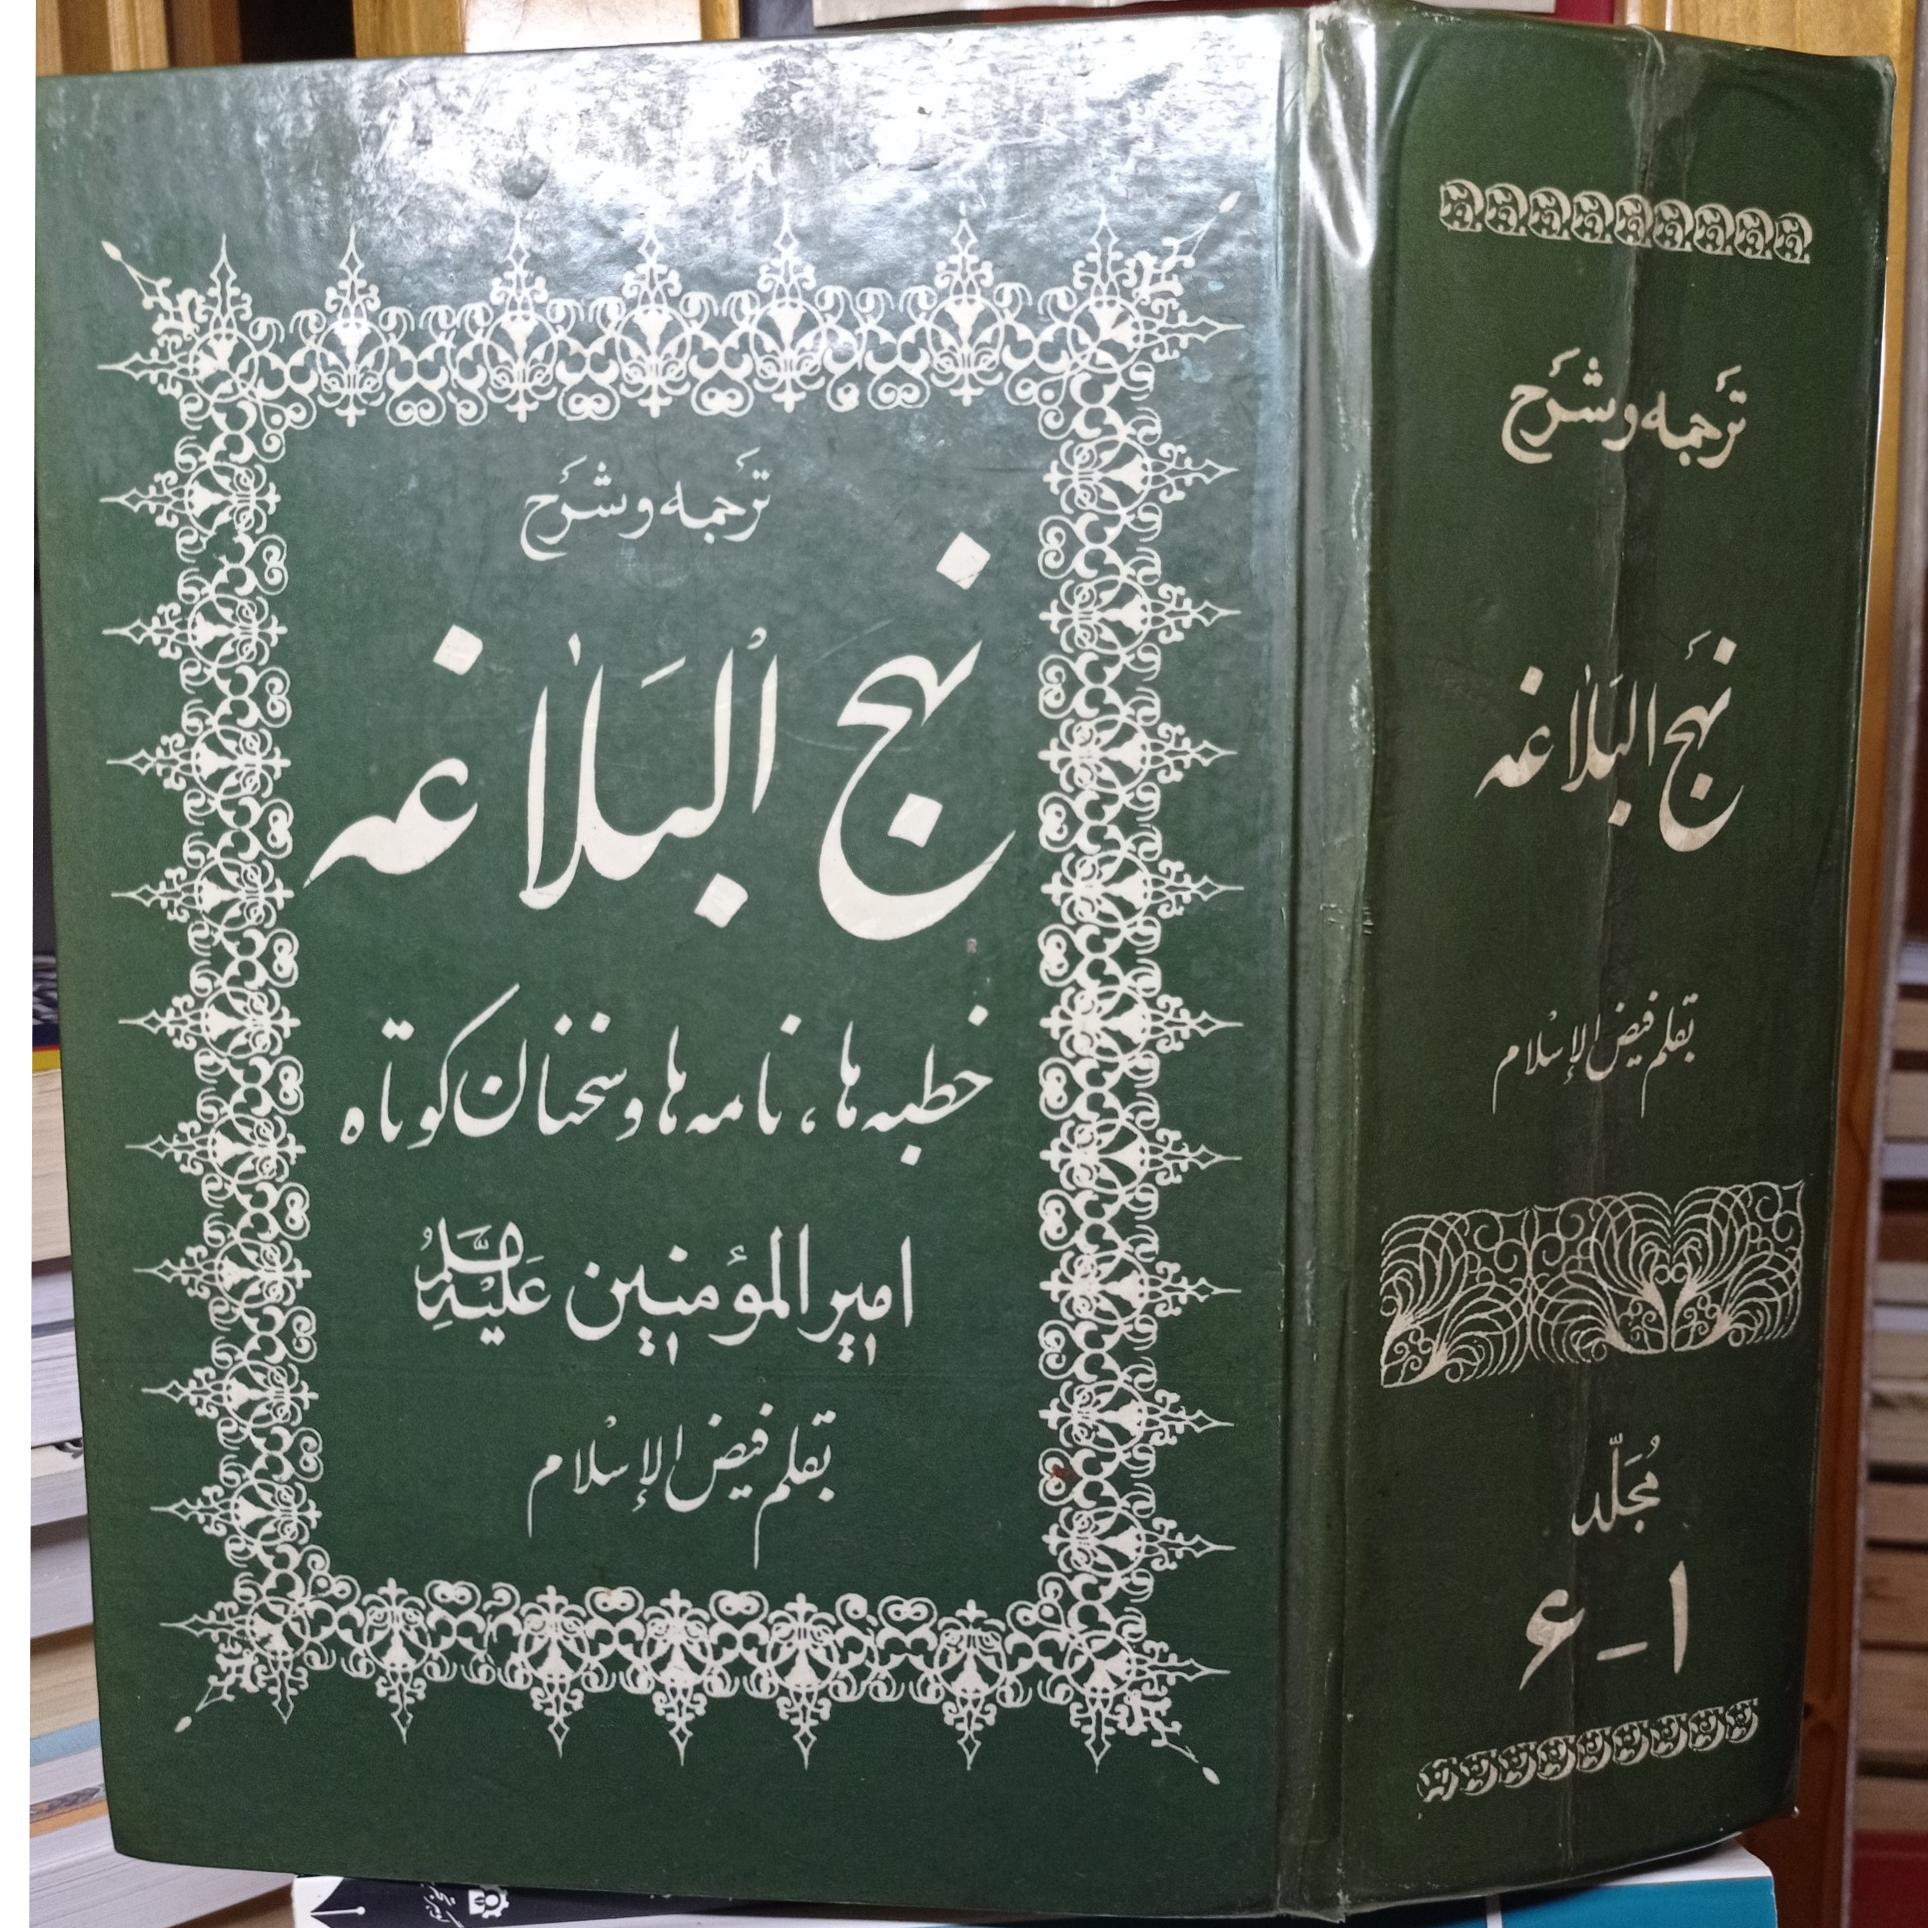 ترجمه و شرح
نهج البلاغه
خطبه ها، نامه ها و سخنان کوتاه
امیرالمؤمنین علیه السلام
بقلم فیض الإسلام
ترجمه و شرح
نهج البلاغه
بقلم فیض الإسلام
مجلد
۱-۶